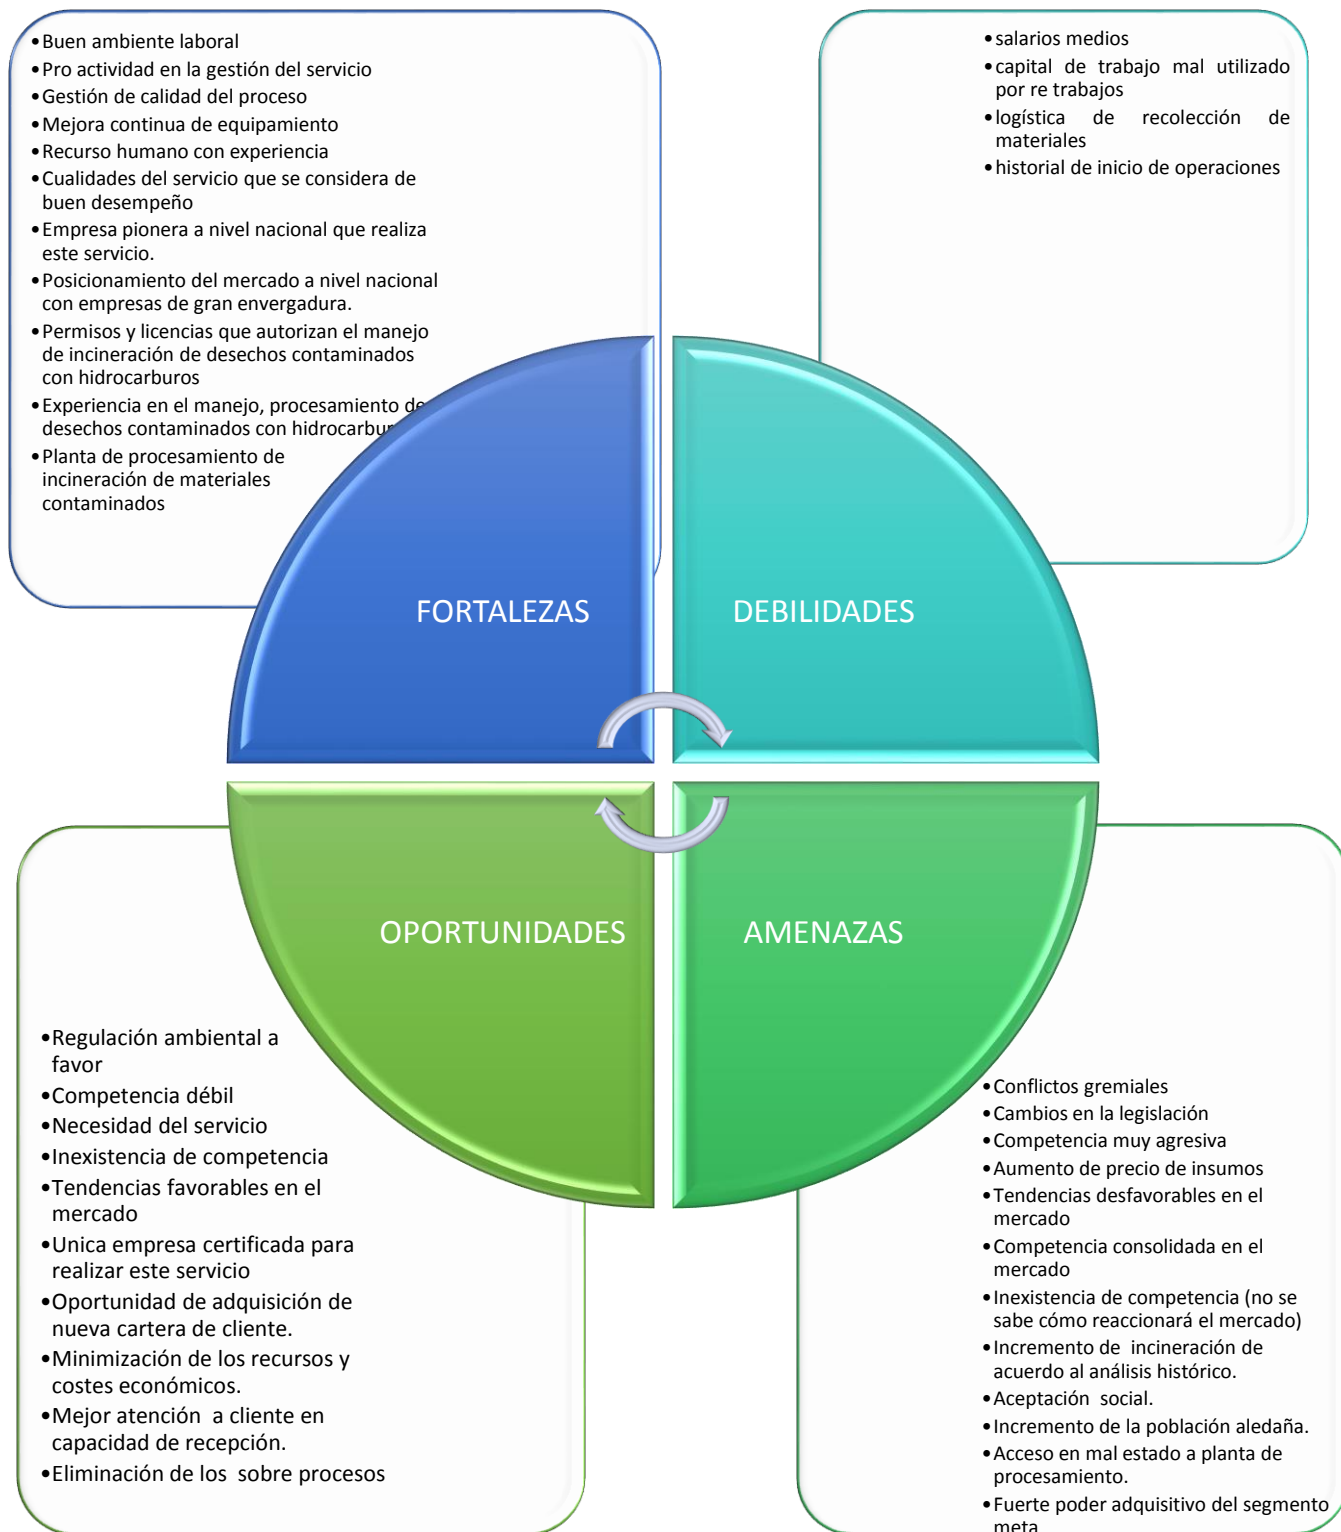 •Buen ambiente laboral
•Pro actividad en la gestión del servicio
•Gestión de calidad del proceso
•Mejora continua de equipamiento
•Recurso humano con experiencia
•Cualidades del servicio que se considera de
buen desempeño
•Empresa pionera a nivel nacional que realiza
este servicio.
•Posicionamiento del mercado a nivel nacional
con empresas de gran envergadura.
•Permisos y licencias que autorizan el manejo
de incineración de desechos contaminados
con hidrocarburos
•Experiencia en el manejo, procesamiento de
desechos contaminados con
•Planta de procesamiento de
incineración de materiales
contaminados
•salarios medios
•capital de trabajo mal utilizado
por re trabajos
•logística de recolección de
materiales
•historial de inicio de operaciones
FORTALEZAS
DEBILIDADES
OPORTUNIDADES
AMENAZAS
•Regulación ambiental a
favor
•Competencia débil
•Necesidad del servicio
•Inexistencia de competencia
•Tendencias favorables en el
mercado
•Unica empresa certificada para
realizar este servicio
•Oportunidad de adquisición de
nueva cartera de cliente.
•Minimización de los recursos y
costes económicos.
•Mejor atención a cliente en
capacidad de recepción.
•Eliminación de los sobre procesos
•Conflictos gremiales
•Cambios en la legislación
•Competencia muy agresiva
•Aumento de precio de insumos
•Tendencias desfavorables en el
mercado
•Competencia consolidada en el
mercado
•Inexistencia de competencia (no se
sabe cómo reaccionará el mercado)
•Incremento de incineración de
acuerdo al análisis histórico.
•Aceptación social.
•Incremento de la población aledaña.
•Acceso en mal estado a planta de
procesamiento.
•Fuerte poder adquisitivo del segmento
meta